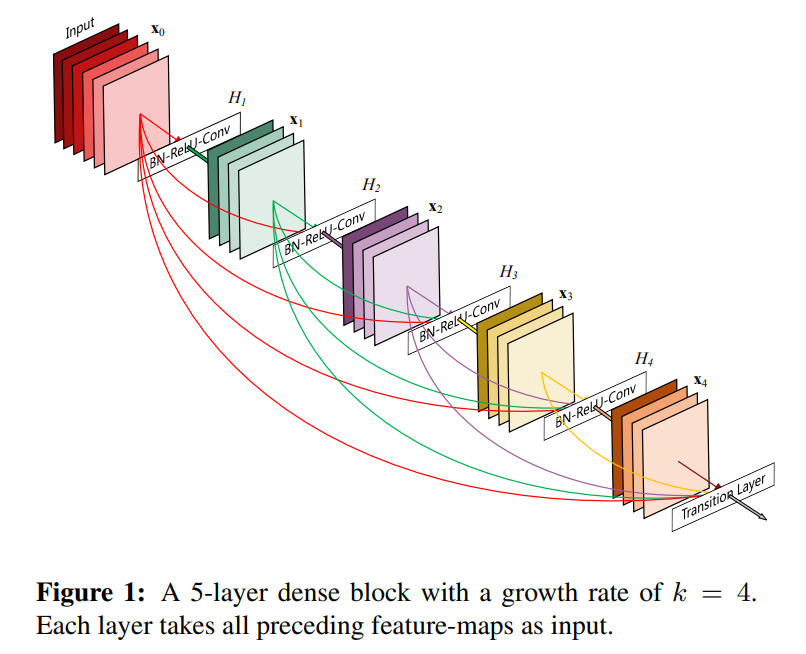 Input
x₀
H₁
BN-ReLU-Conv
x₁
H₂
BN-ReLU-Conv
x₂
H₃
BN-ReLU-Conv
x₃
H₄
BN-ReLU-Conv
x₄
Transition Layer
Figure 1: A 5-layer dense block with a growth rate of k = 4.
Each layer takes all preceding feature-maps as input.